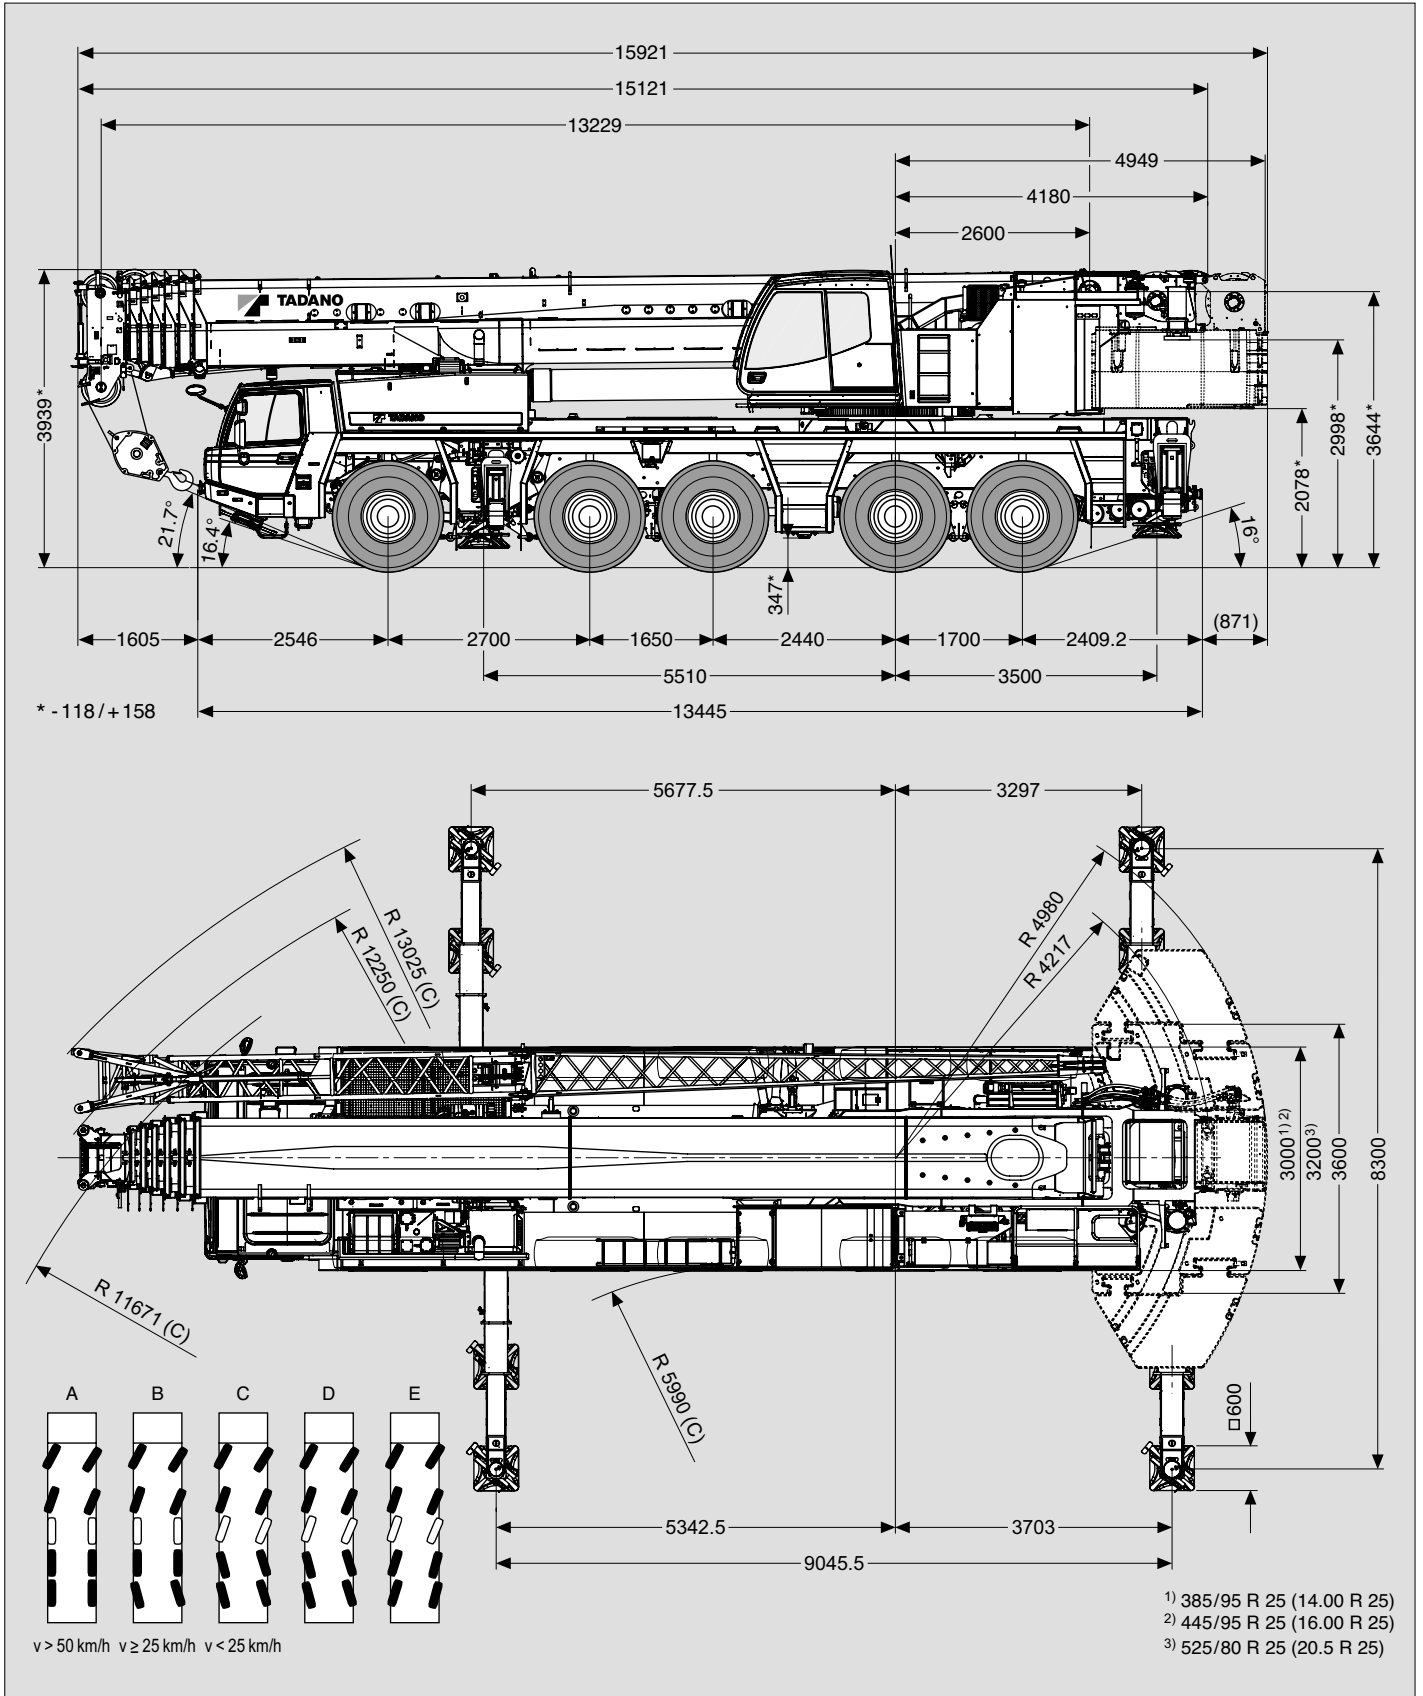 15921
15121
13229
4949
4180
2600
TADANO
TADANO
3939*
21.7°
16.4°
347*
16°
2078*
2998*
3644*
1605
2546
2700
1650
2440
1700
2409.2
(871)
5510
3500
* -118 / + 158
13445
5677.5
3297
R 13025 (C)
R 12250 (C)
R 4980
R 4217
3000 1) 2)
3200 3)
3600
8300
R 11671 (C)
R 5990 (C)
□600
A B C D E
5342.5
3703
9045.5
v > 50 km/h v ≥ 25 km/h v < 25 km/h
1) 385/95 R 25 (14.00 R 25)
2) 445/95 R 25 (16.00 R 25)
3) 525/80 R 25 (20.5 R 25)